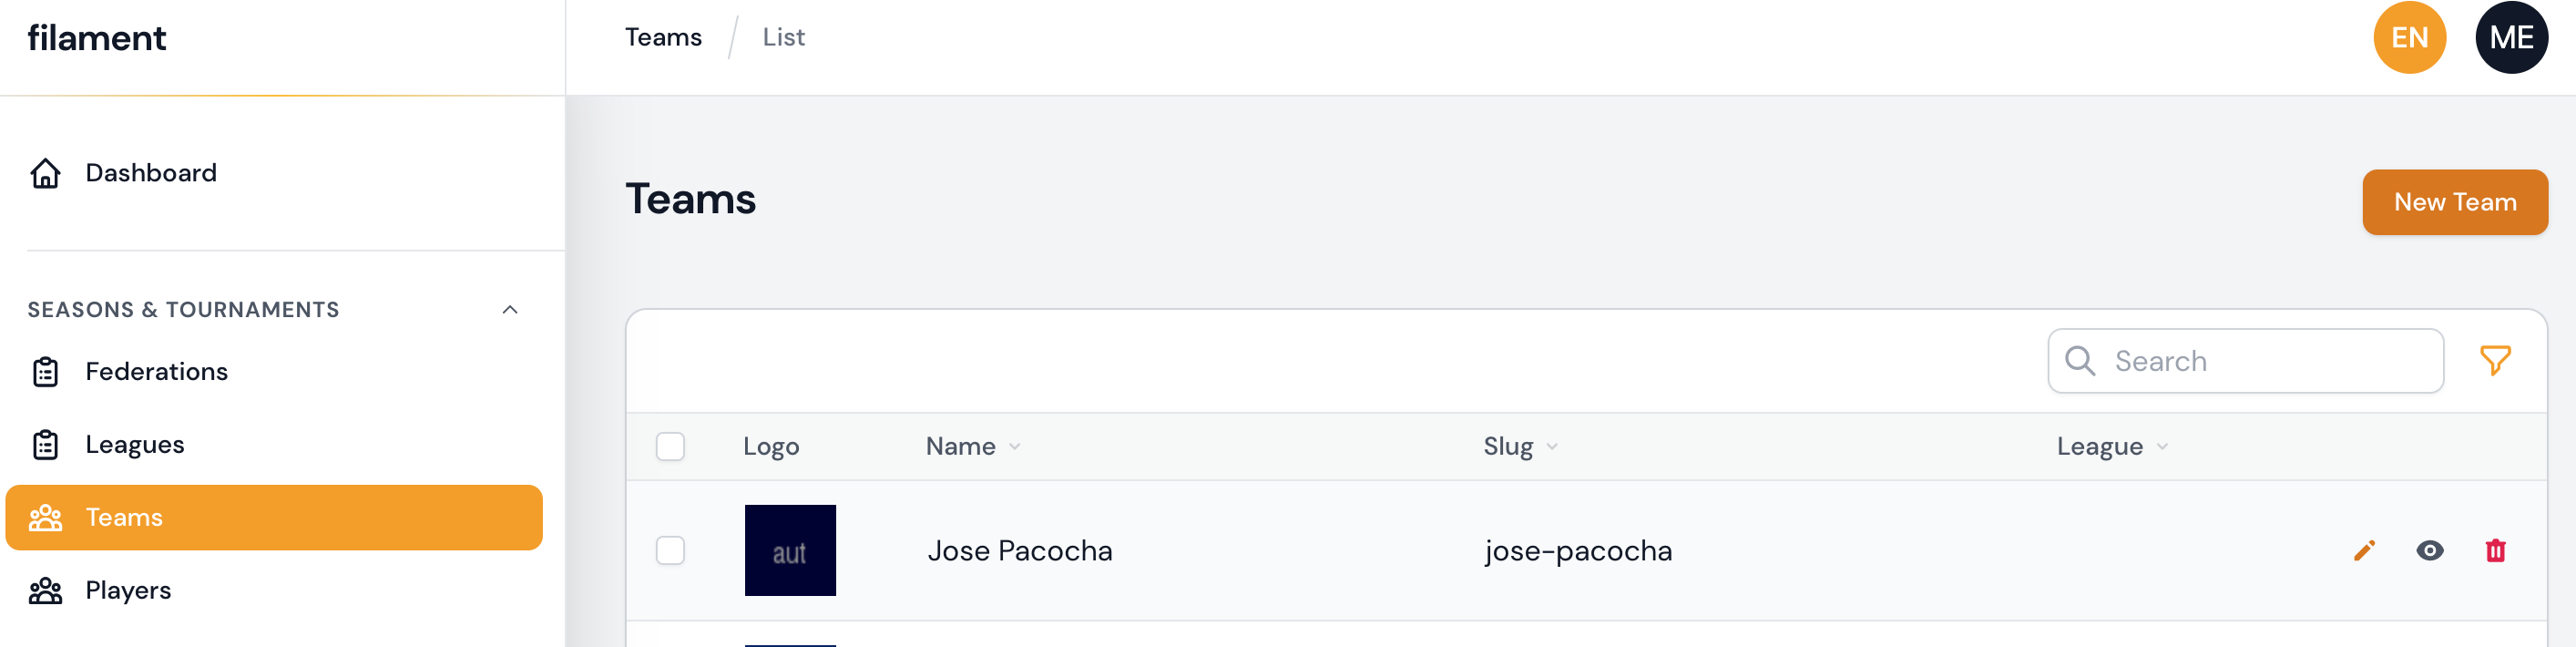 filament
Teams / List
EN
ME
Dashboard
Teams
New Team
SEASONS & TOURNAMENTS
Federations
Leagues
Teams
Players
Search
Logo Name Slug League
aut Jose Pacocha jose-pacocha